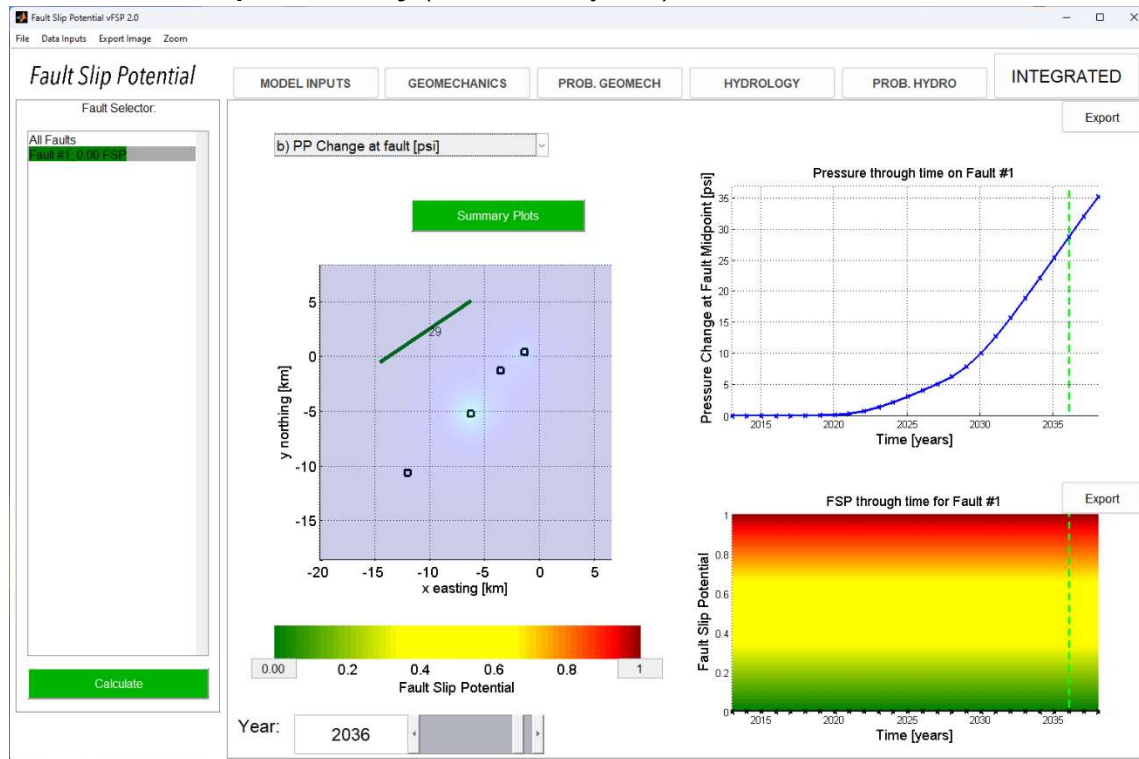 Fault Slip Potential vFSP 2.0
File Data Inputs Export Image Zoom
Fault Slip Potential
MODEL INPUTS GEOMECHANICS PROB. GEOMECH HYDROLOGY PROB. HYDRO INTEGRATED
Fault Selector:
All Faults
Fault #1, 0.00 FSP
Calculate
Export
b) PP Change at fault [psi]
Summary Plots
29
5
0
-5
-10
-15
y northing [km]
-20 -15 -10 -5 0 5
x easting [km]
0.00 0.2 0.4 0.6 0.8 1
Fault Slip Potential
Year: 2036
Pressure through time on Fault #1
Pressure Change at Fault Midpoint [psi]
35
30
25
20
15
10
5
0
2015 2020 2025 2030 2035
Time [years]
Export
FSP through time for Fault #1
Fault Slip Potential
1
0.8
0.6
0.4
0.2
0
2015 2020 2025 2030 2035
Time [years]